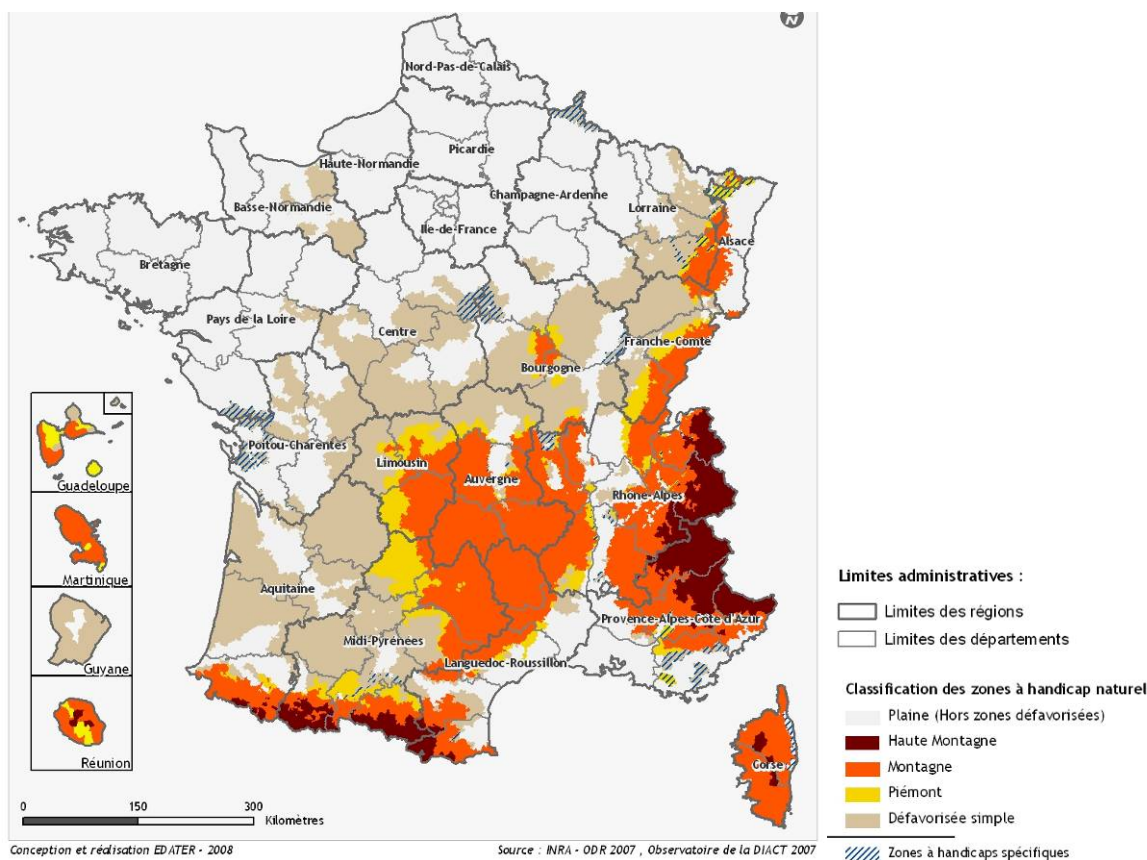 N
Nord-Pas-de-Calais
Picardie
Haute-Normandie
Champagne-Ardenne
Lorraine
Basse-Normandie
Ile-de-France
Alsace
Bretagne
Pays de la Loire
Centre
Franche-Comté
Bourgogne
Poitou-Charentes
Limousin
Auvergne
Rhone-Alpes
Guadeloupe
Martinique
Aquitaine
Provence-Alpes-Côte d'Azur
Midi-Pyrénées
Languedoc-Roussillon
Guyane
Réunion
Corse
0 150 300
Kilomètres
Conception et réalisation EDATER - 2008
Source : INRA - ODR 2007 , Observatoire de la DIACT 2007
Limites administratives :
Limites des régions
Limites des départements
Classification des zones à handicap naturel
Plaine (Hors zones défavorisées)
Haute Montagne
Montagne
Piémont
Défavorisée simple
Zones à handicaps spécifiques